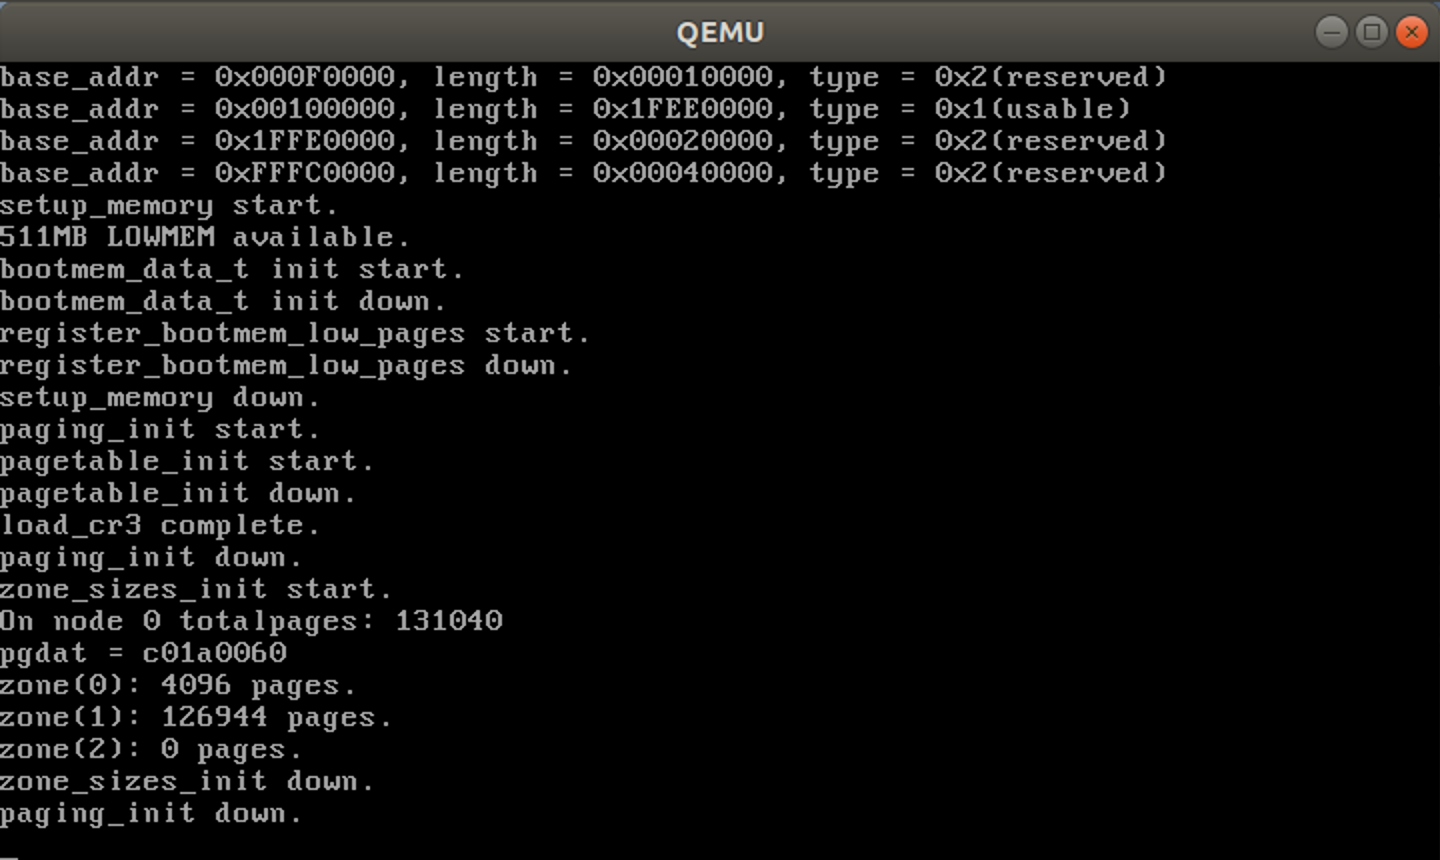 QEMU
base_addr = 0x000F0000, length = 0x00010000, type = 0x2(reserved)
base_addr = 0x00100000, length = 0x1FEE0000, type = 0x1(usable)
base_addr = 0x1FFE0000, length = 0x00020000, type = 0x2(reserved)
base_addr = 0xFFFC0000, length = 0x00040000, type = 0x2(reserved)
setup_memory start.
511MB LOWMEM available.
bootmem_data_t init start.
bootmem_data_t init down.
register_bootmem_low_pages start.
register_bootmem_low_pages down.
setup_memory down.
paging_init start.
pagetable_init start.
pagetable_init down.
load_cr3 complete.
paging_init down.
zone_sizes_init start.
On node 0 totalpages: 131040
pgdat = c01a0060
zone(0): 4096 pages.
zone(1): 126944 pages.
zone(2): 0 pages.
zone_sizes_init down.
paging_init down.